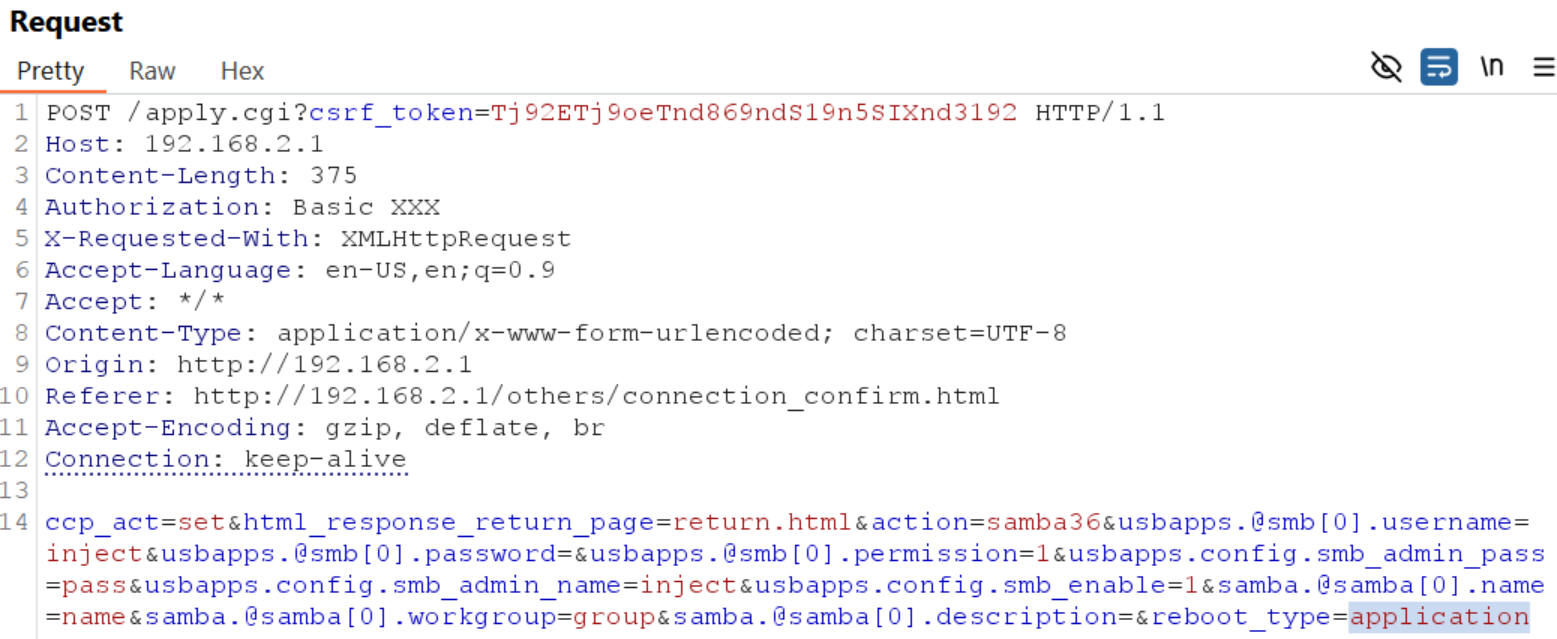 Request
Pretty Raw Hex \n
1 POST /apply.cgi?csrf_token=Tj92ETj9oeTnd869ndS19n5SIXnd3192 HTTP/1.1
2 Host: 192.168.2.1
3 Content-Length: 375
4 Authorization: Basic XXX
5 X-Requested-With: XMLHttpRequest
6 Accept-Language: en-US,en;q=0.9
7 Accept: */*
8 Content-Type: application/x-www-form-urlencoded; charset=UTF-8
9 Origin: http://192.168.2.1
10 Referer: http://192.168.2.1/others/connection_confirm.html
11 Accept-Encoding: gzip, deflate, br
12 Connection: keep-alive
13
14 ccp_act=set&html_response_return_page=return.html&action=samba36&usbapps.@smb[0].username=
inject&usbapps.@smb[0].password=&usbapps.@smb[0].permission=1&usbapps.config.smb_admin_pass
=pass&usbapps.config.smb_admin_name=inject&usbapps.config.smb_enable=1&samba.@samba[0].name
=name&samba.@samba[0].workgroup=group&samba.@samba[0].description=&reboot_type=application